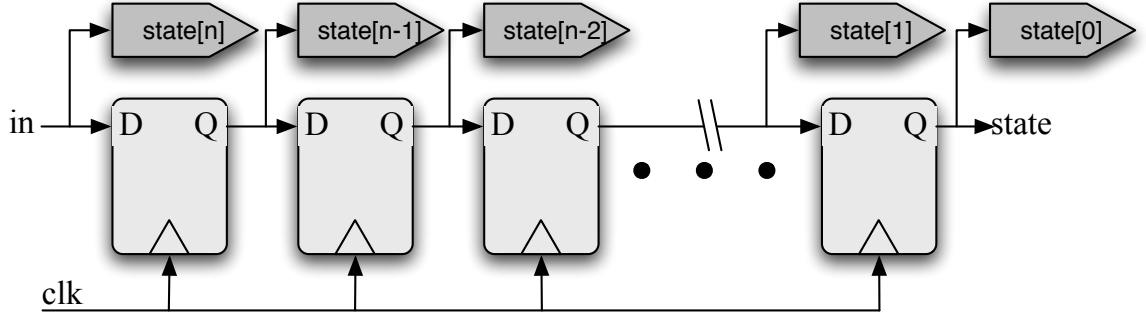 state[n] state[n-1] state[n-2] state[1] state[0]
in D Q D Q D Q D Q state
clk